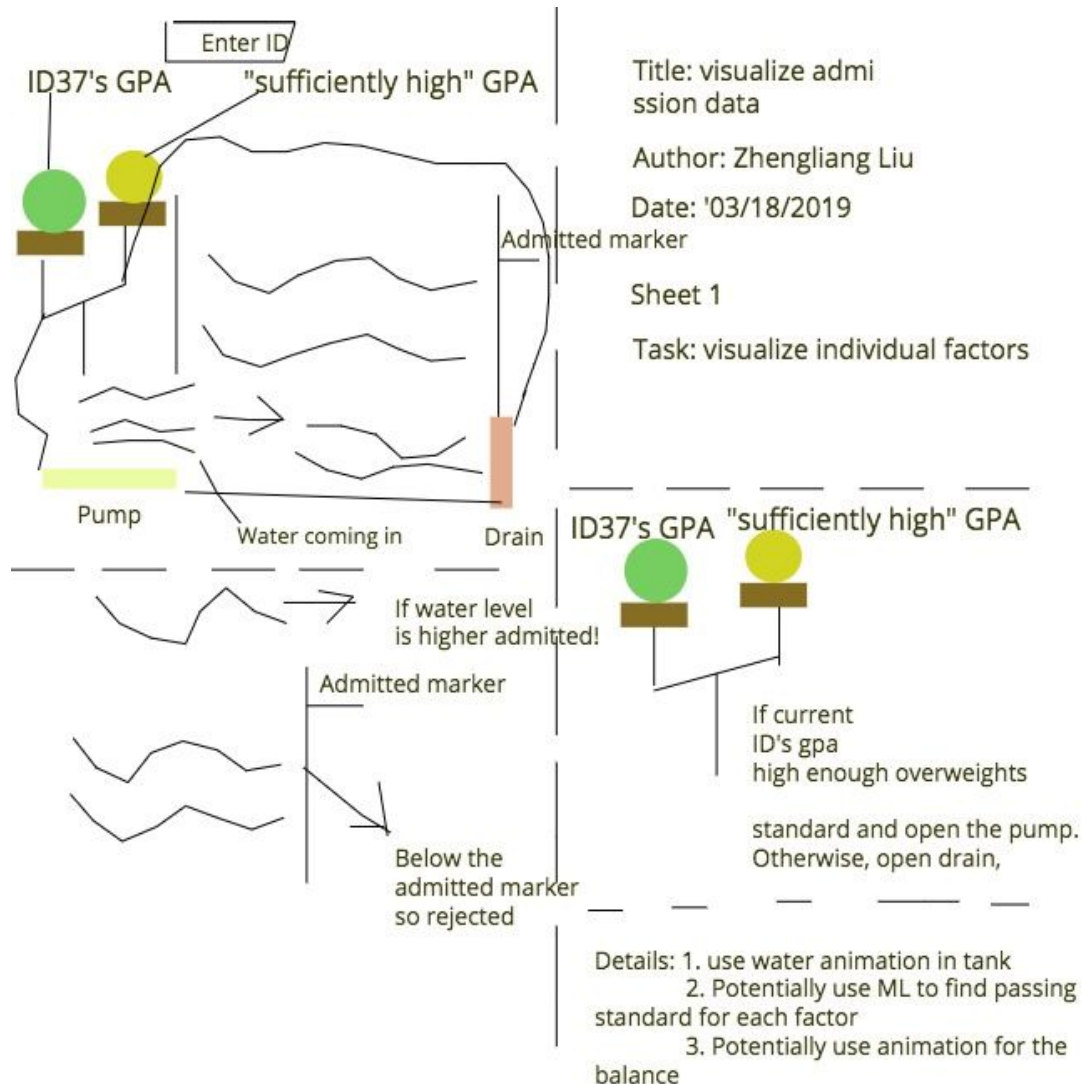 Enter ID
ID37's GPA
"sufficiently high" GPA
Admitted marker
Pump
Water coming in
Drain
Title: visualize admi
ssion data
Author: Zhengliang Liu
Date: '03/18/2019
Sheet 1
Task: visualize individual factors
If water level
is higher admitted!
Admitted marker
Below the
admitted marker
so rejected
ID37's GPA
"sufficiently high" GPA
If current
ID's gpa
high enough overweights
standard and open the pump.
Otherwise, open drain,
Details: 1. use water animation in tank
2. Potentially use ML to find passing
standard for each factor
3. Potentially use animation for the
balance